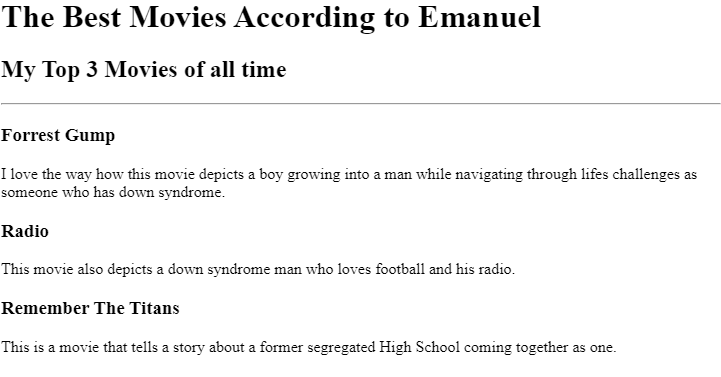 The Best Movies According to Emanuel
My Top 3 Movies of all time
Forrest Gump
I love the way how this movie depicts a boy growing into a man while navigating through lifes challenges as
someone who has down syndrome.
Radio
This movie also depicts a down syndrome man who loves football and his radio.
Remember The Titans
This is a movie that tells a story about a former segregated High School coming together as one.